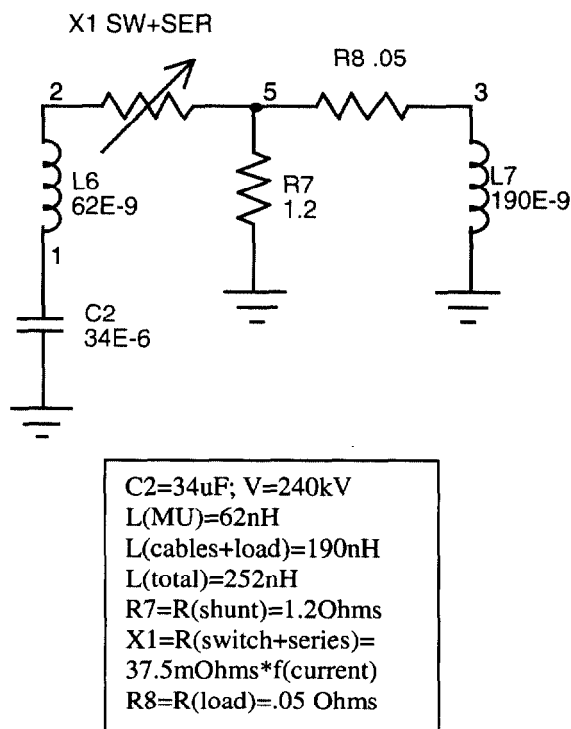 X1 SW+SER
R8 .05
2
5
3
L6
62E-9
R7
1.2
L7
190E-9
1
C2
34E-6
C2=34uF; V=240kV
L(MU)=62nH
L(cables+load)=190nH
L(total)=252nH
R7=R(shunt)=1.2Ohms
X1=R(switch+series)=
37.5mOhms*f(current)
R8=R(load)=.05 Ohms